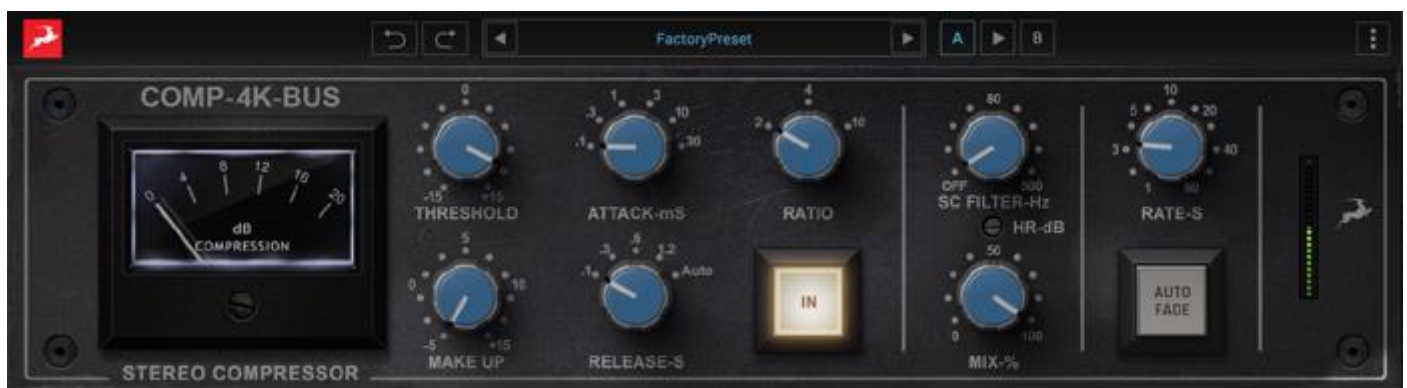 FactoryPreset A B
COMP-4K-BUS
0 4 8 12 16 20
dB
COMPRESSION
STEREO COMPRESSOR
0
-15 +15
THRESHOLD
.1 .3 1 3 10 30
ATTACK-mS
2 4 10
RATIO
-5 0 5 10 +15
MAKE UP
.1 .3 .6 1.2 Auto
RELEASE-S
IN
80
OFF 300
SC FILTER-Hz
HR-dB
50
0 100
MIX-%
1 3 5 10 20 40 60
RATE-S
AUTO
FADE